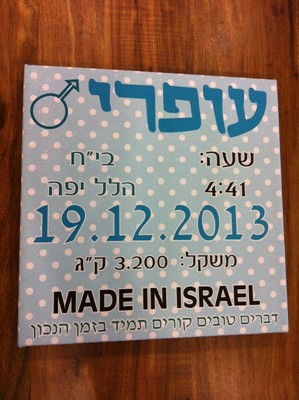 עופרי
שעה: בי״ח
4:41 הלל יפה
19.12.2013
משקל: 3.200 ק״ג
MADE IN ISRAEL
דברים טובים קורים תמיד בזמן הנכון